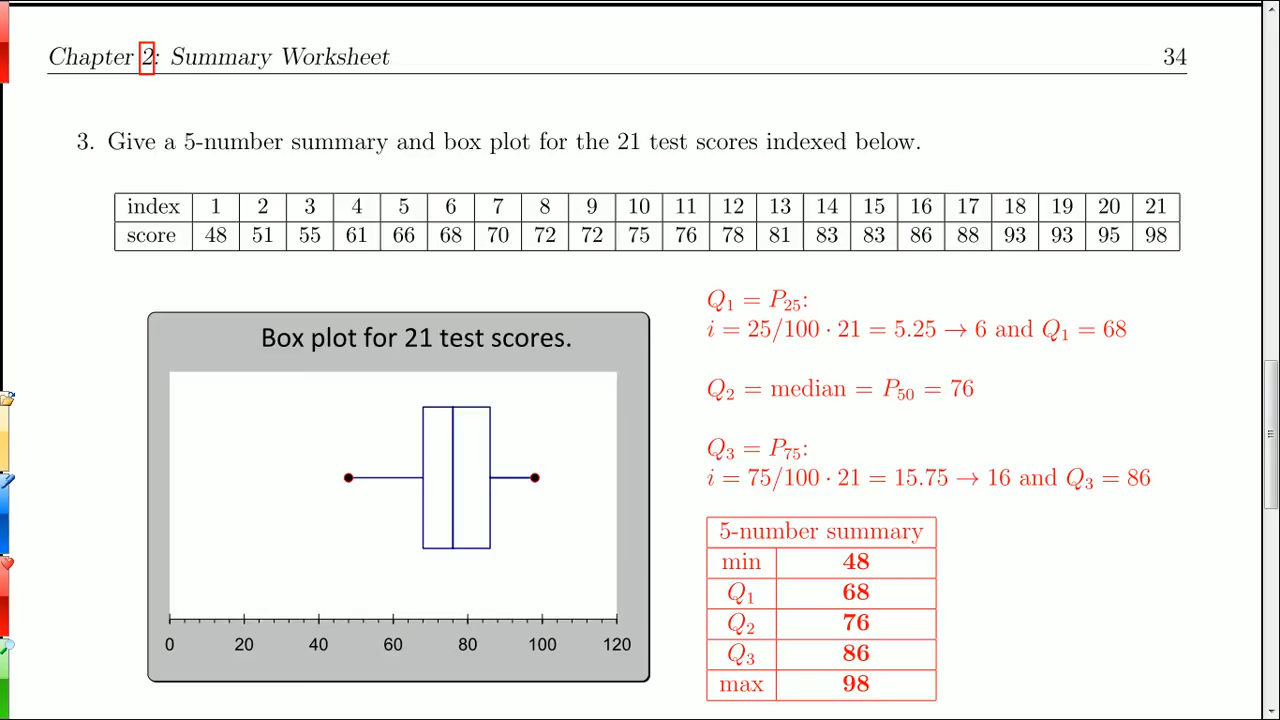 Chapter 2: Summary Worksheet 34
3. Give a 5-number summary and box plot for the 21 test scores indexed below.
index 1 2 3 4 5 6 7 8 9 10 11 12 13 14 15 16 17 18 19 20 21
score 48 51 55 61 66 68 70 72 72 75 76 78 81 83 83 86 88 93 93 95 98
Box plot for 21 test scores.
0 20 40 60 80 100 120
Q₁ = P₂₅:
i = 25/100 · 21 = 5.25 → 6 and Q₁ = 68
Q₂ = median = P₅₀ = 76
Q₃ = P₇₅:
i = 75/100 · 21 = 15.75 → 16 and Q₃ = 86
5-number summary
min 48
Q₁ 68
Q₂ 76
Q₃ 86
max 98